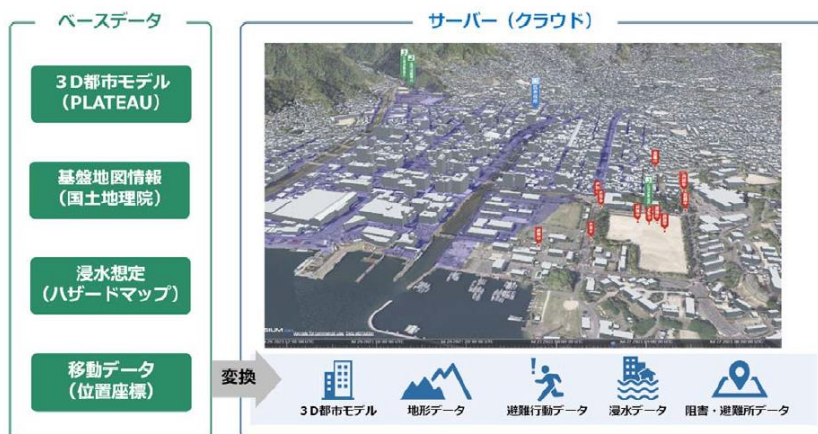 ベースデータ
3D都市モデル
(PLATEAU)
基盤地図情報
(国土地理院)
浸水想定
(ハザードマップ)
移動データ
(位置座標)
変換
サーバー(クラウド)
3D都市モデル
地形データ
避難行動データ
浸水データ
阻害・避難所データ